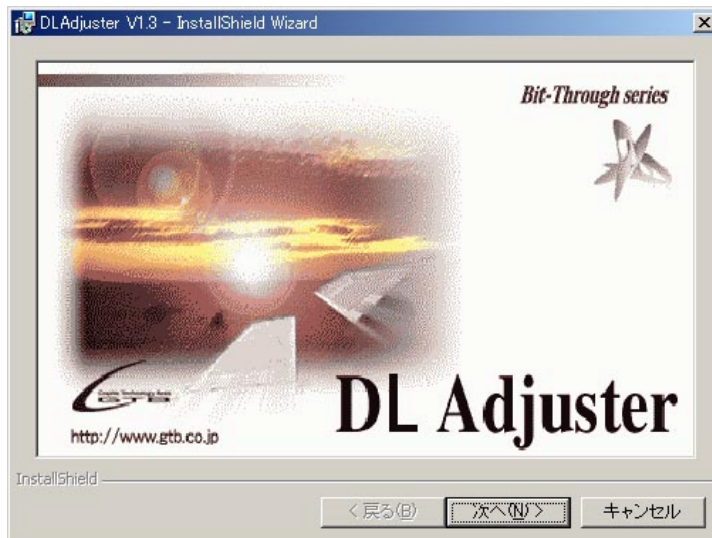 DLAdjuster V1.3 - InstallShield Wizard
Bit-Through series
GTB
http://www.gtb.co.jp
DL Adjuster
InstallShield
< 戻る(B)
次へ(N) >
キャンセル